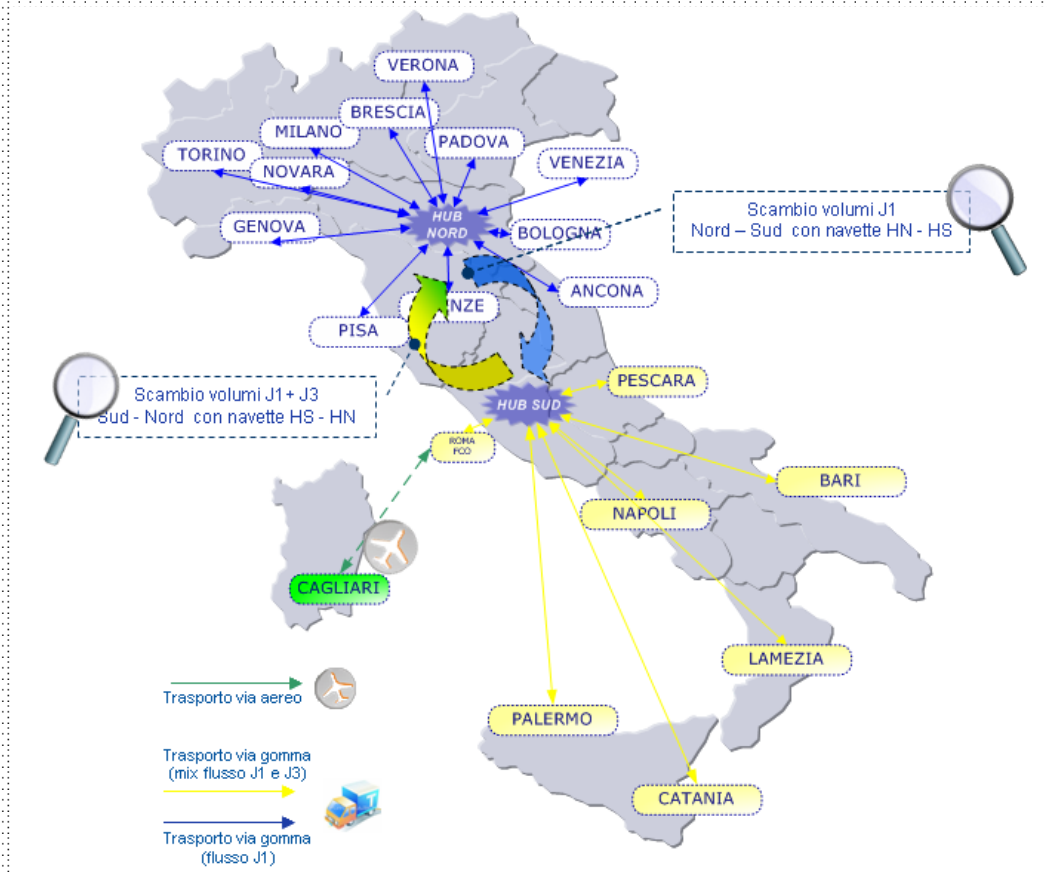 VERONA
BRESCIA
MILANO
PADOVA
TORINO
VENEZIA
NOVARA
HUB
NORD
GENOVA
BOLOGNA
Scambio volumi J1
Nord – Sud con navette HN - HS
ANCONA
NZE
PISA
PESCARA
Scambio volumi J1+ J3
Sud - Nord con navette HS - HN
HUB SUD
ROMA
FCO
BARI
NAPOLI
CAGLIARI
LAMEZIA
Trasporto via aereo
PALERMO
Trasporto via gomma
(mix flusso J1 e J3)
CATANIA
T
Trasporto via gomma
(flusso J1)